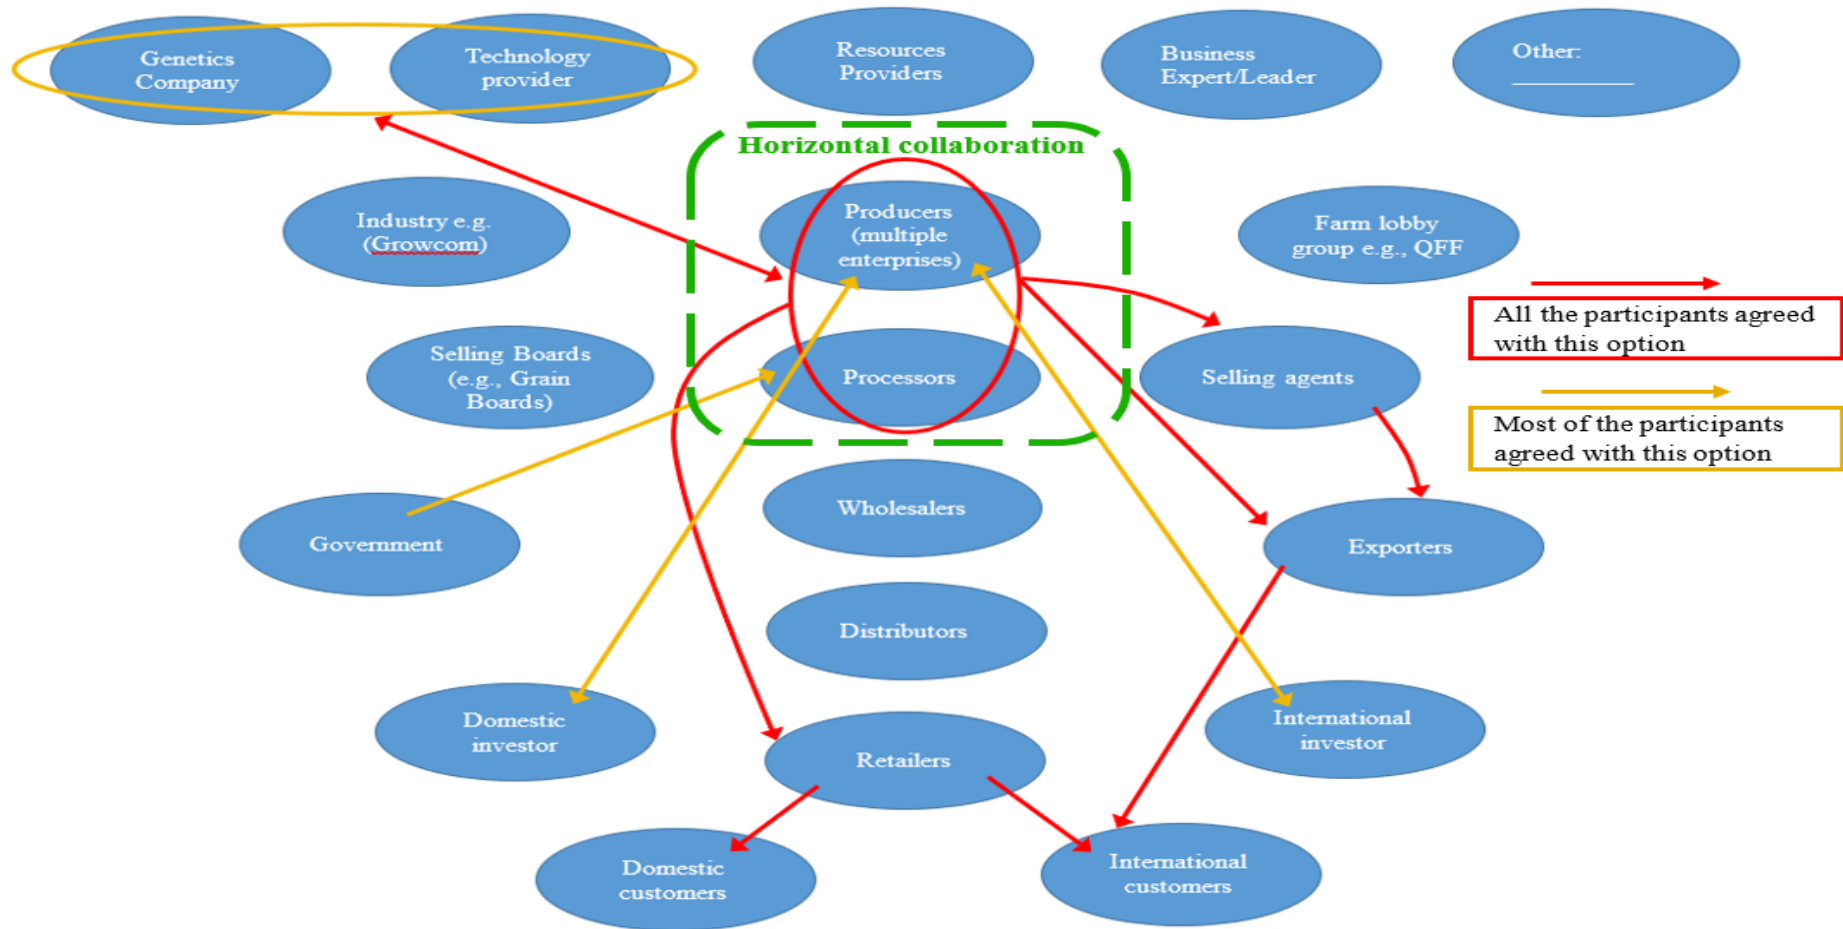 Genetics
Company
Technology
provider
Resources
Providers
Business
Expert/Leader
Other:
___________
Horizontal collaboration
Industry e.g.
(Growcom)
Producers
(multiple
enterprises)
Farm lobby
group e.g., QFF
All the participants agreed
with this option
Selling Boards
(e.g., Grain
Boards)
Processors
Selling agents
Most of the participants
agreed with this option
Government
Wholesalers
Exporters
Distributors
Domestic
investor
Retailers
International
investor
Domestic
customers
International
customers